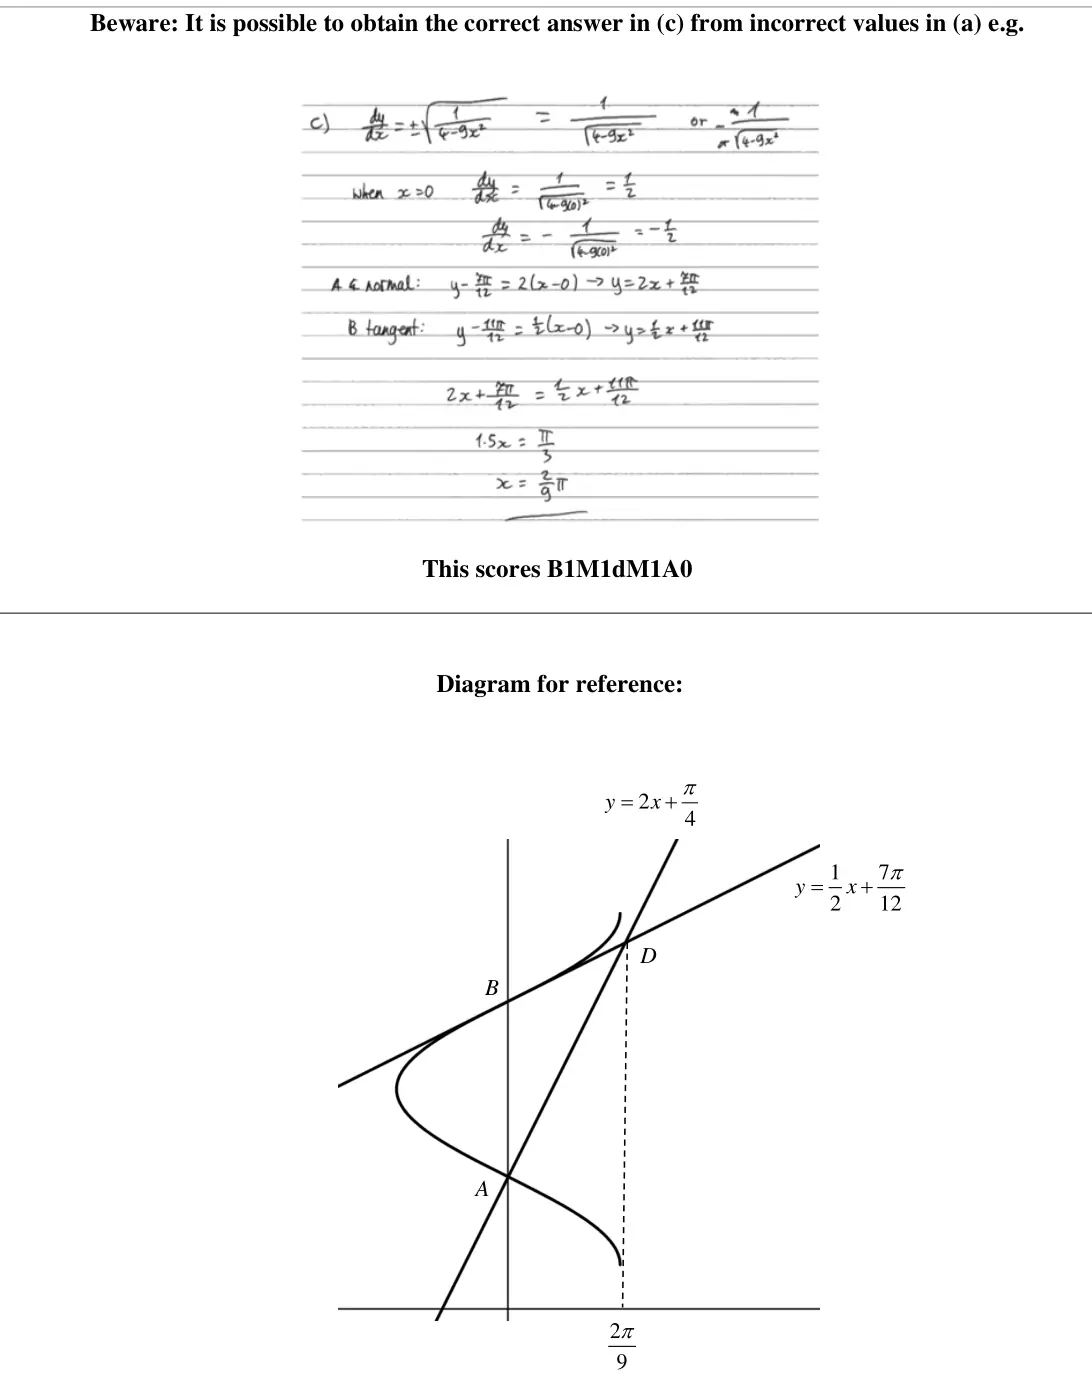 Beware: It is possible to obtain the correct answer in (c) from incorrect values in (a) e.g.
c) dy/dx = ±√(1/(4-9x²)) = 1/√(4-9x²) or - 1/√(4-9x²)
when x=0 dy/dx = 1/√(4-9(0)²) = 1/2
dy/dx = - 1/√(4-9(0)²) = -1/2
A & normal: y - 7π/12 = 2(x-0) → y = 2x + 7π/12
B tangent: y - 11π/12 = 1/2(x-0) → y = 1/2 x + 11π/12
2x + 7π/12 = 1/2 x + 11π/12
1.5x = π/3
x = 2/9 π
This scores B1M1dM1A0
Diagram for reference:
y = 2x + π/4
y = 1/2 x + 7π/12
D
B
A
2π/9